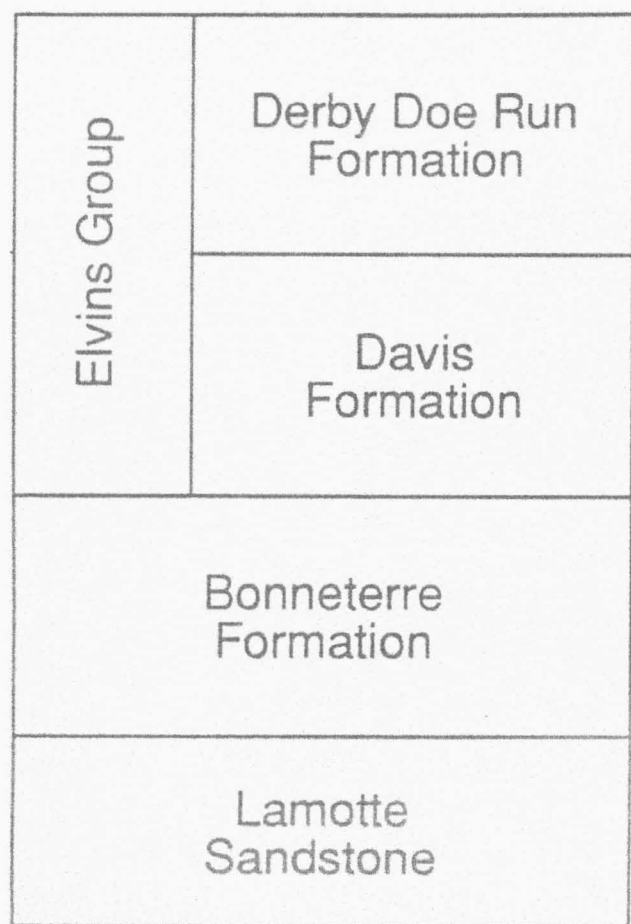 Elvins Group
Derby Doe Run
Formation
Davis
Formation
Bonneterre
Formation
Lamotte
Sandstone